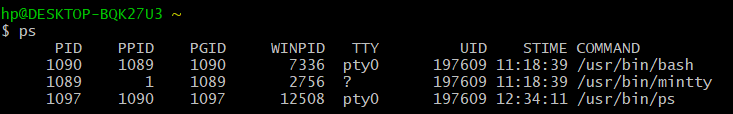 hp@DESKTOP-BQK27U3 ~
$ ps
PID PPID PGID WINPID TTY UID STIME COMMAND
1090 1089 1090 7336 pty0 197609 11:18:39 /usr/bin/bash
1089 1 1089 2756 ? 197609 11:18:39 /usr/bin/mintty
1097 1090 1097 12508 pty0 197609 12:34:11 /usr/bin/ps